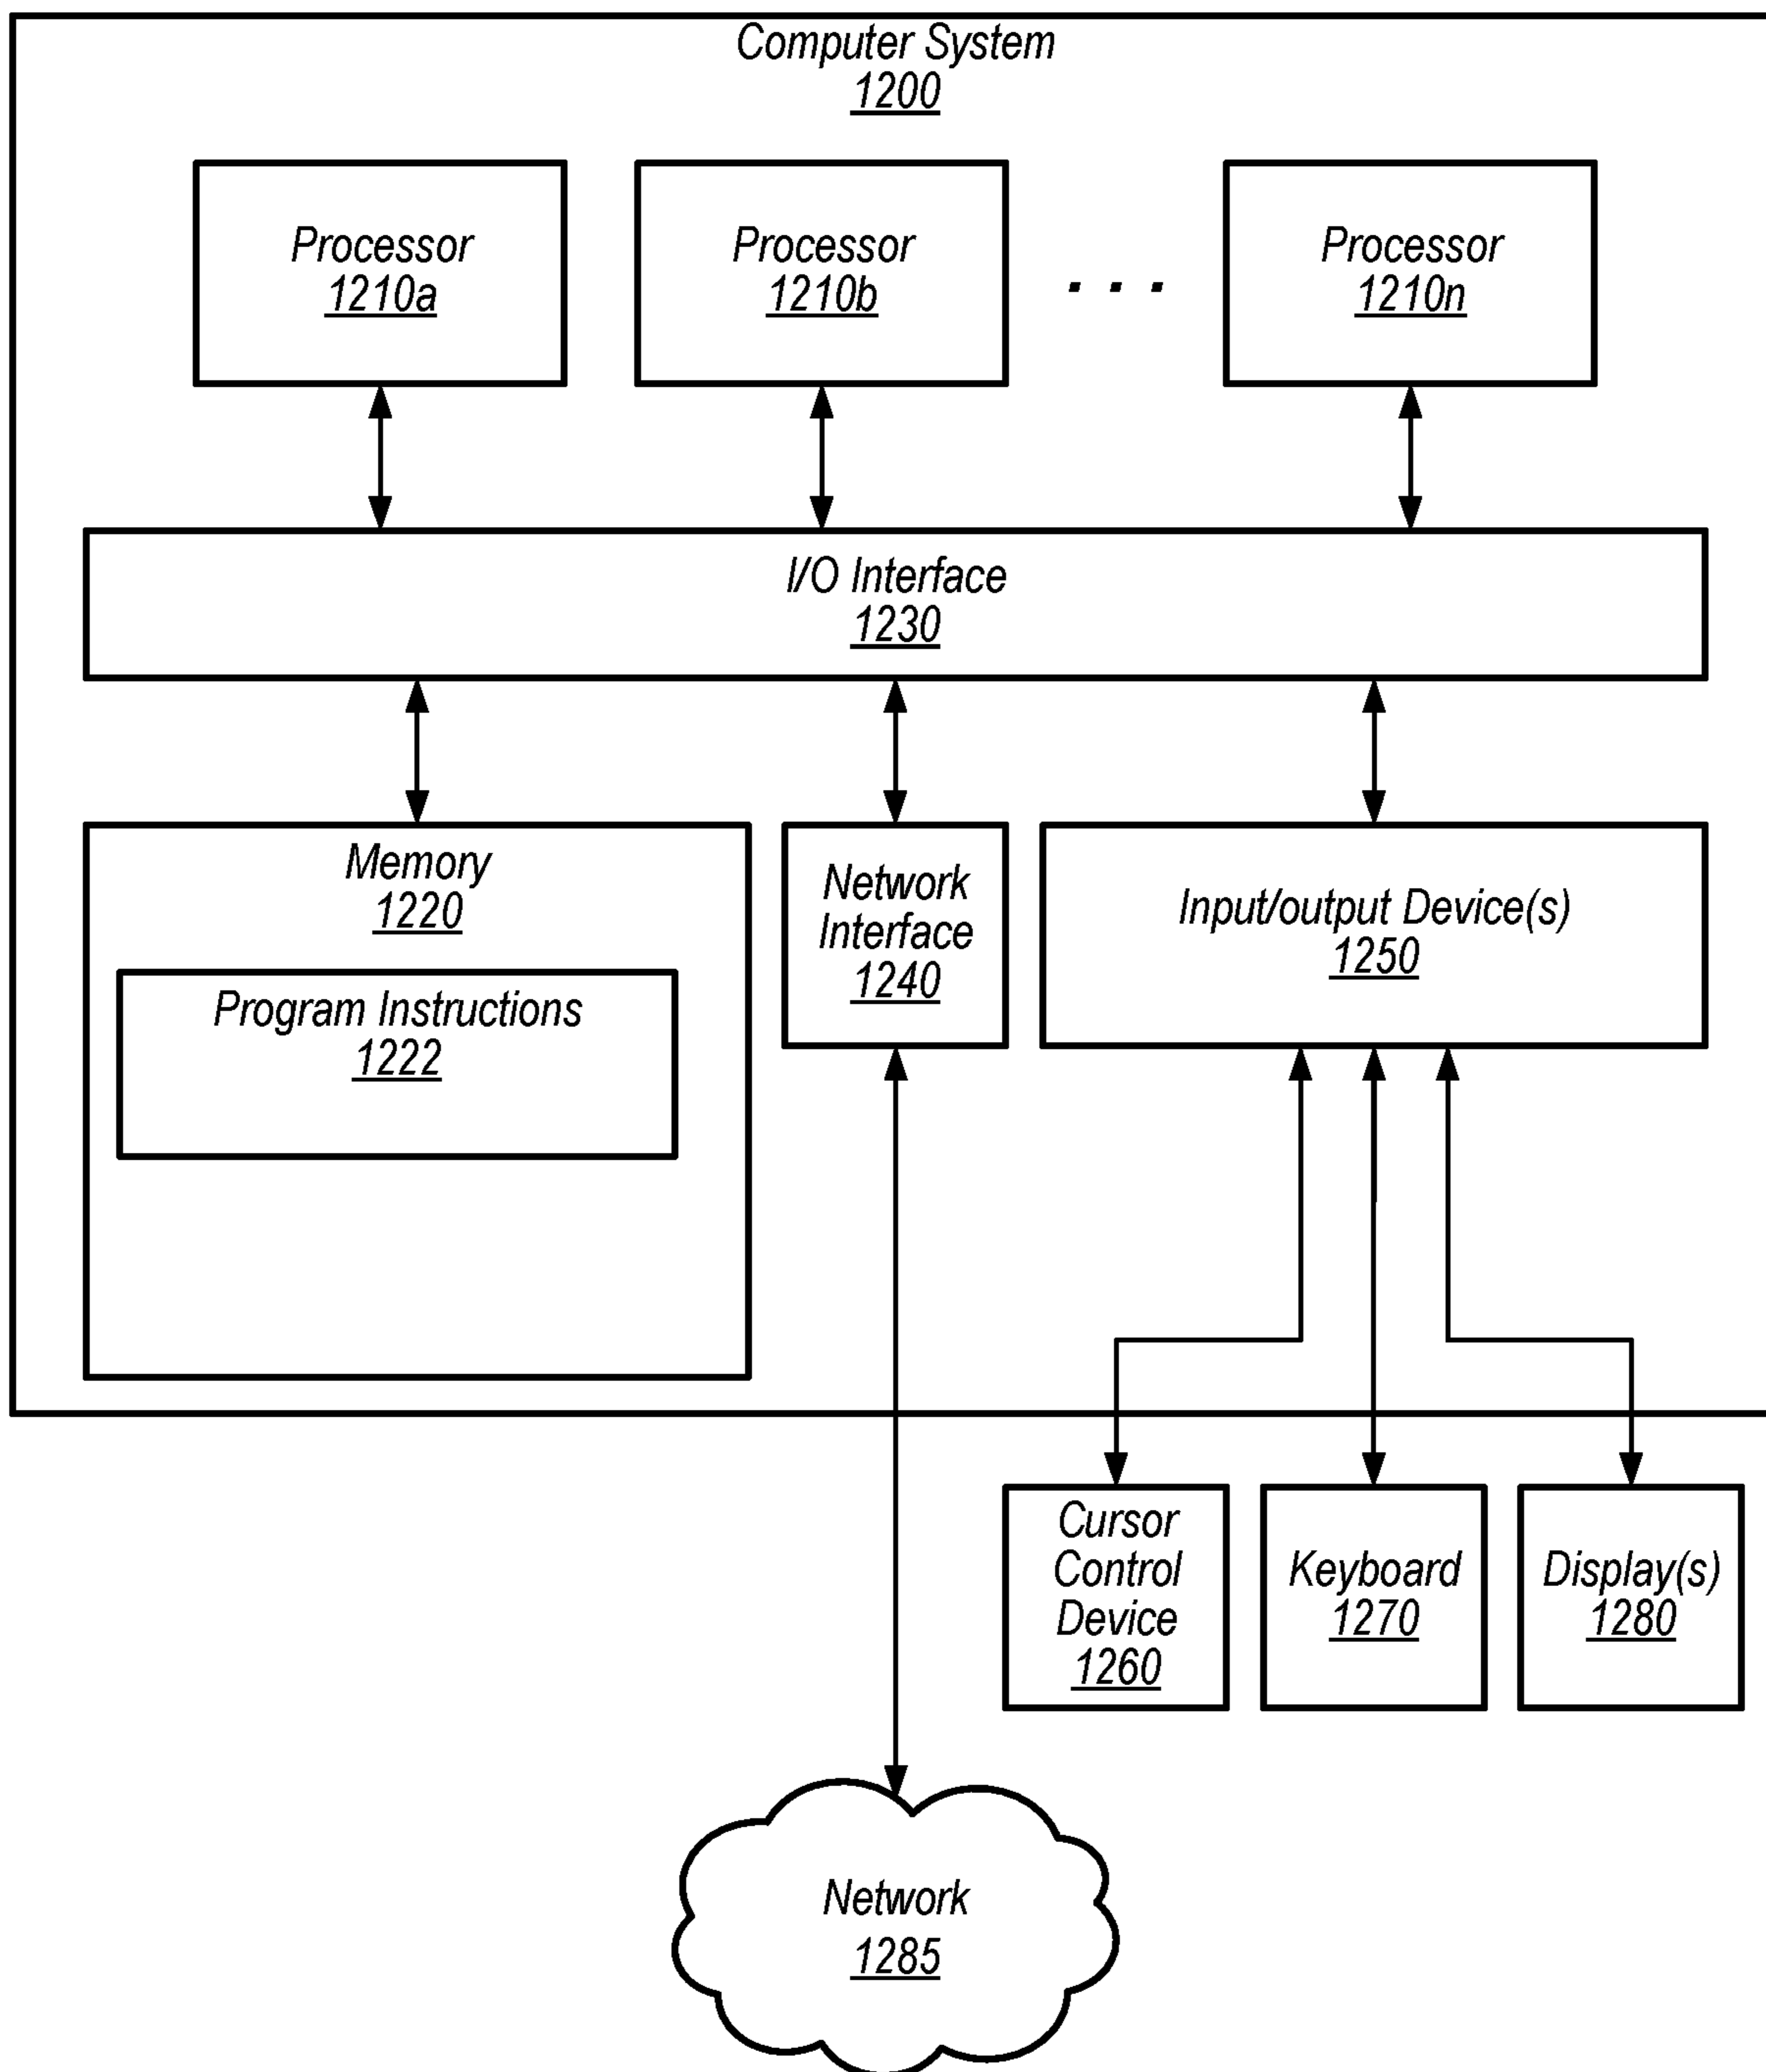 Computer System
1200
Processor
1210a
Processor
1210b
. . .
Processor
1210n
I/O Interface
1230
Memory
1220
Program Instructions
1222
Network
Interface
1240
Input/output Device(s)
1250
Cursor
Control
Device
1260
Keyboard
1270
Display(s)
1280
Network
1285